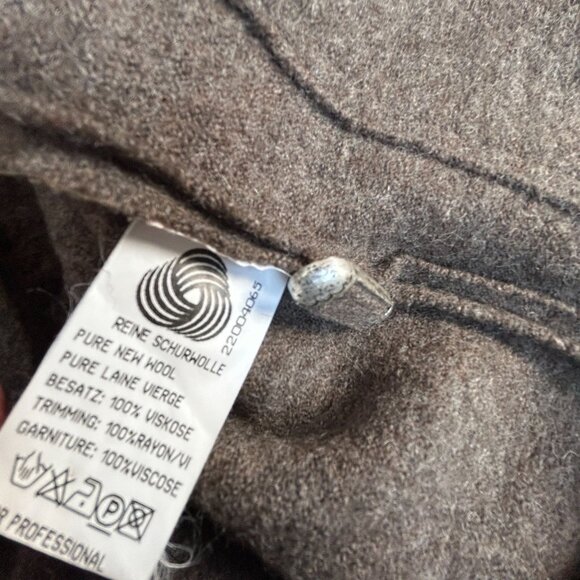 REINE SCHURWOLLE
PURE NEW WOOL
PURE LAINE VIERGE
BESATZ: 100% VISKOSE
TRIMMING: 100%RAYON/VI
GARNITURE: 100%VISCOSE
P
PROFESSIONAL
22004065